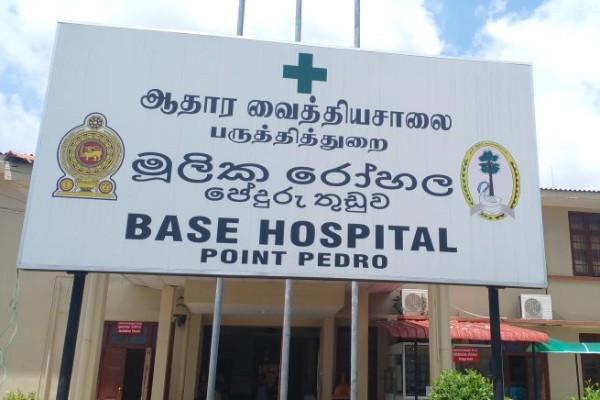 ஆதார வைத்தியசாலை
பருத்தித்துறை
මූලික රෝහල
පේදුරු තුඩුව
BASE HOSPITAL
POINT PEDRO